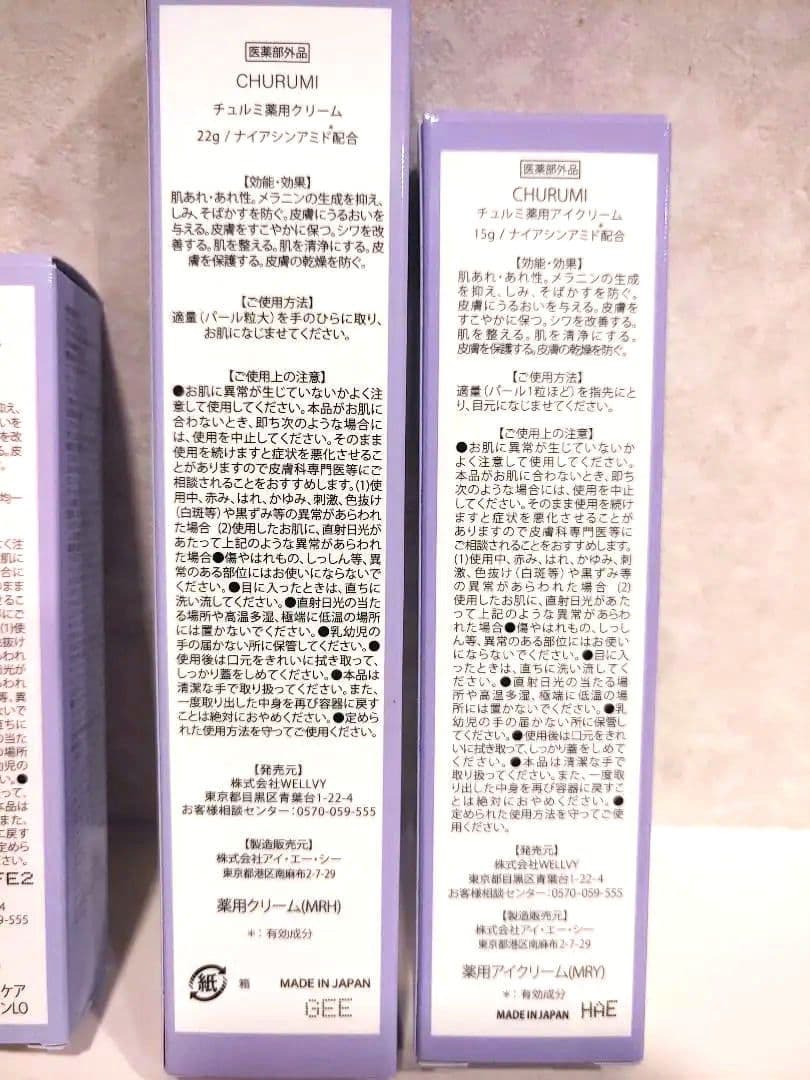 医薬部外品
CHURUMI
チュルミ薬用クリーム
22g / ナイアシンアミド*配合
【効能・効果】
肌あれ・あれ性。メラニンの生成を抑え、
しみ、そばかすを防ぐ。皮膚にうるおいを
与える。皮膚をすこやかに保つ。シワを改
善する。肌を整える。肌を清浄にする。皮
膚を保護する。皮膚の乾燥を防ぐ。
【ご使用方法】
適量（パール粒大）を手のひらに取り、
お肌になじませてください。
【ご使用上の注意】
●お肌に異常が生じていないかよく注
意して使用してください。本品がお肌に
合わないとき、即ち次のような場合に
は、使用を中止してください。そのまま
使用を続けますと症状を悪化させるこ
とがありますので皮膚科専門医等にご
相談されることをおすすめします。(1)使
用中、赤み、はれ、かゆみ、刺激、色抜け
（白斑等）や黒ずみ等の異常があらわれ
た場合 (2)使用したお肌に、直射日光が
あたって上記のような異常があらわれ
た場合●傷やはれもの、しっしん等、異
常のある部位にはお使いにならないで
ください。●目に入ったときは、直ちに
洗い流してください。●直射日光の当た
る場所や高温多湿、極端に低温の場所
には置かないでください。●乳幼児の
手の届かない所に保管してください。●
使用後は口元をきれいに拭き取って、
しっかり蓋をしめてください。●本品は
清潔な手で取り扱ってください。また、
一度取り出した中身を再び容器に戻す
ことは絶対におやめください。●定めら
れた使用方法を守ってご使用ください。
【発売元】
株式会社WELLVY
東京都目黒区青葉台1-22-4
お客様相談センター：0570-059-555
【製造販売元】
株式会社アイ・エー・シー
東京都港区南麻布2-7-29
薬用クリーム(MRH)
*：有効成分
紙 箱 MADE IN JAPAN
GEE
医薬部外品
CHURUMI
チュルミ薬用アイクリーム
15g / ナイアシンアミド*配合
【効能・効果】
肌あれ・あれ性。メラニンの生成
を抑え、しみ、そばかすを防ぐ。
皮膚にうるおいを与える。皮膚を
すこやかに保つ。シワを改善する。
肌を整える。肌を清浄にする。
皮膚を保護する。皮膚の乾燥を防ぐ。
【ご使用方法】
適量（パール1粒ほど）を指先にと
り、目元になじませてください。
【ご使用上の注意】
●お肌に異常が生じていないか
よく注意して使用してください。
本品がお肌に合わないとき、即ち
次のような場合には、使用を中止
してください。そのまま使用を続け
ますと症状を悪化させることが
ありますので皮膚科専門医等に
ご相談されることをおすすめします。
(1)使用中、赤み、はれ、かゆみ、刺
激、色抜け（白斑等）や黒ずみ等
の異常があらわれた場合 (2)
使用したお肌に、直射日光があた
って上記のような異常があらわ
れた場合●傷やはれもの、しっし
ん等、異常のある部位にはお使い
にならないでください。●目に入
ったときは、直ちに洗い流してくだ
さい。●直射日光の当たる場
所や高温多湿、極端に低温の場
所には置かないでください。●乳
幼児の手の届かない所に保管し
てください。●使用後は口元をきれ
いに拭き取って、しっかり蓋をしめて
ください。●本品は清潔な手で
取り扱ってください。また、一度取
り出した中身を再び容器に戻すこ
とは絶対におやめください。●
定められた使用方法を守ってご使
用ください。
【発売元】
株式会社WELLVY
東京都目黒区青葉台1-22-4
お客様相談センター：0570-059-555
【製造販売元】
株式会社アイ・エー・シー
東京都港区南麻布2-7-29
薬用アイクリーム(MRY)
*：有効成分
MADE IN JAPAN HAE